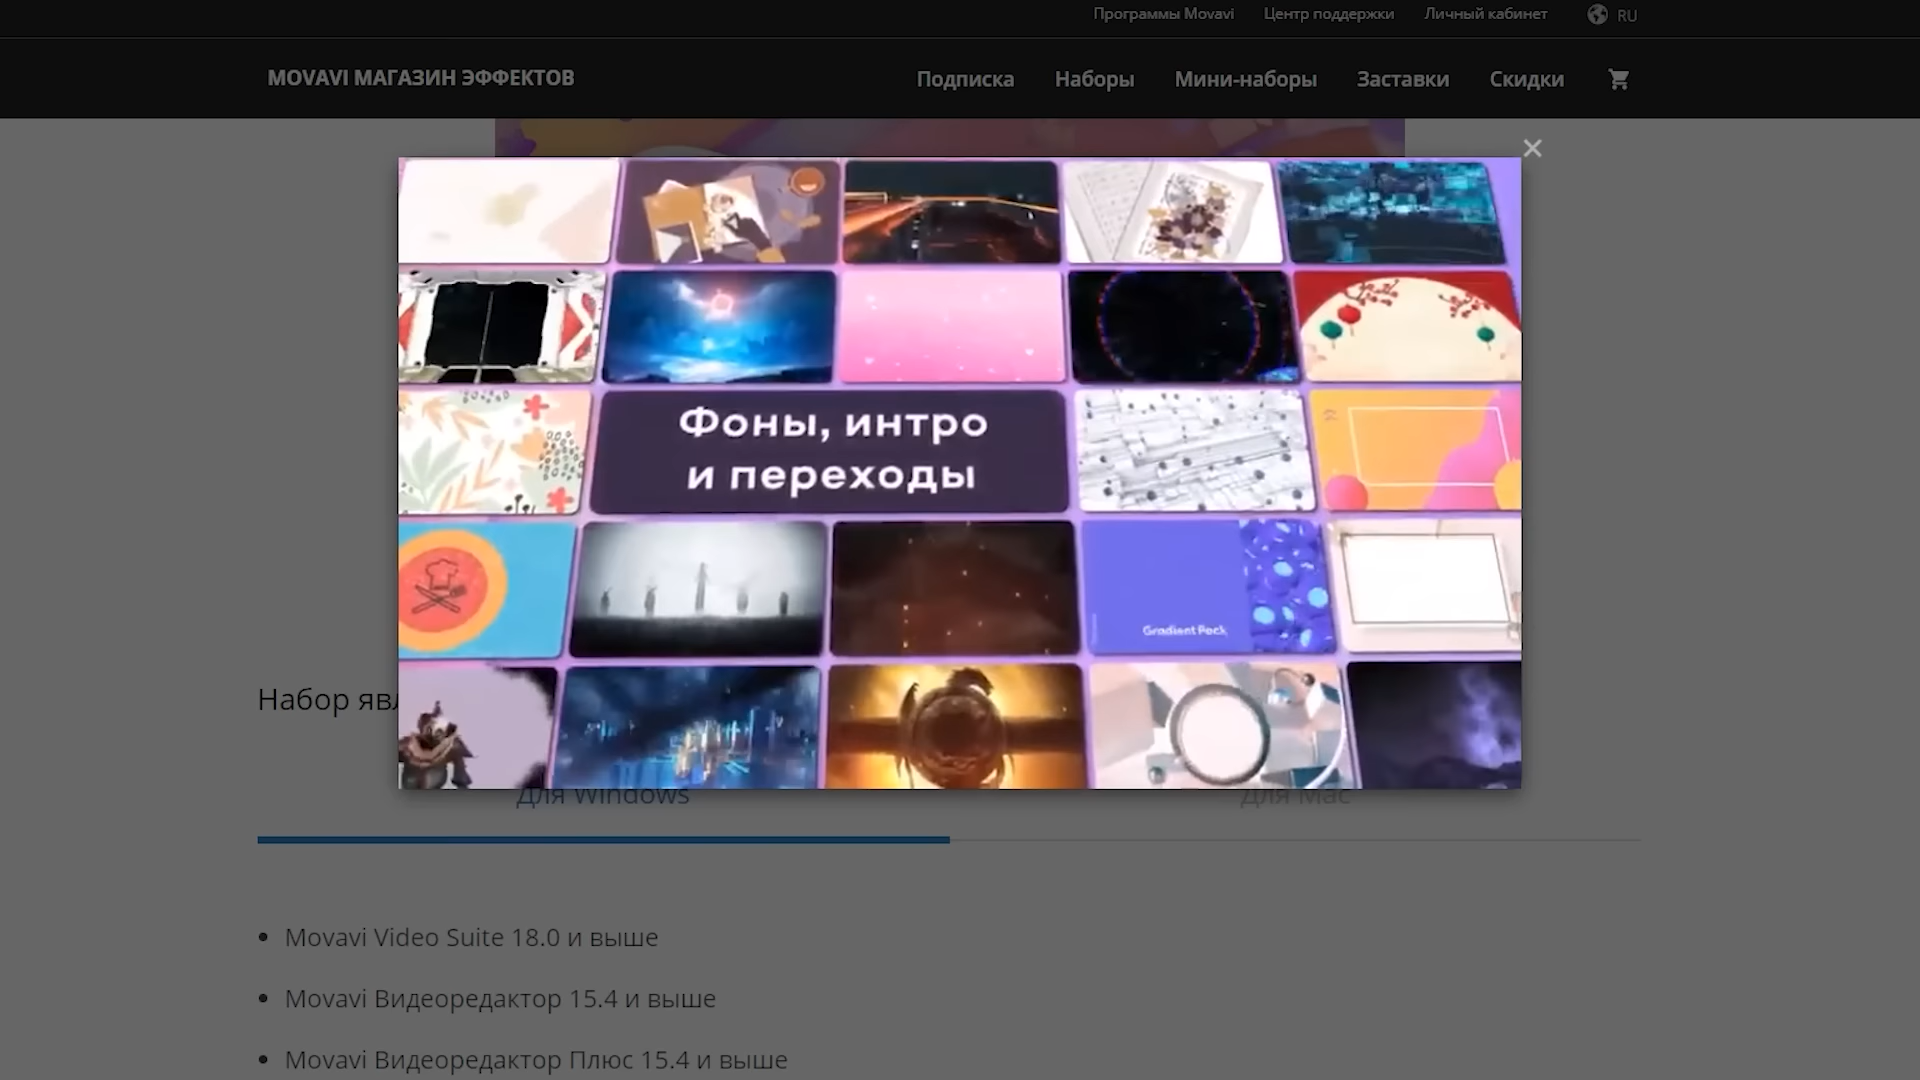 Программы Movavi
Центр поддержки
Личный кабинет
RU
MOVAVI МАГАЗИН ЭФФЕКТОВ
Подписка
Наборы
Мини-наборы
Заставки
Скидки
Фоны, интро
и переходы
Gradient Pack
Набор явл
Для Windows
Для Mac
Movavi Video Suite 18.0 и выше
Movavi Видеоредактор 15.4 и выше
Movavi Видеоредактор Плюс 15.4 и выше